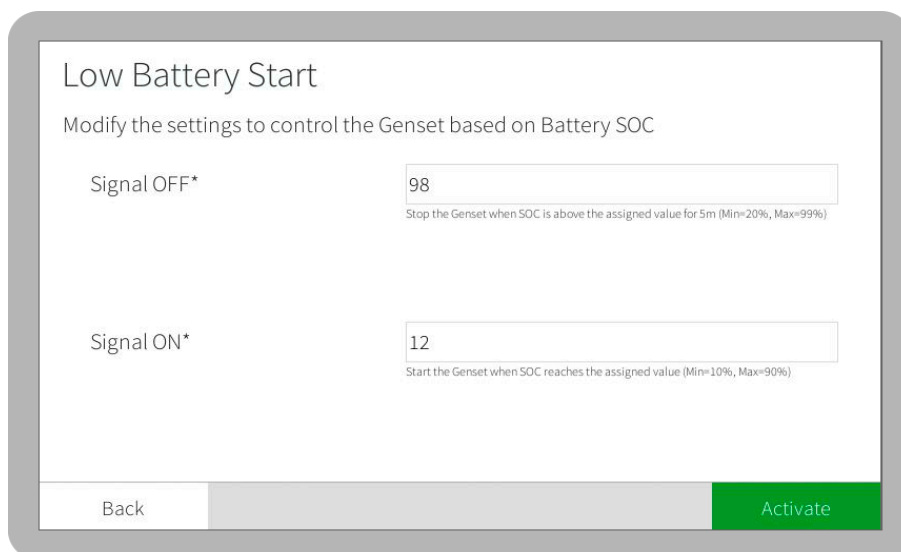 Low Battery Start
Modify the settings to control the Genset based on Battery SOC
Signal OFF*
98
Stop the Genset when SOC is above the assigned value for 5m (Min=20%, Max=99%)
Signal ON*
12
Start the Genset when SOC reaches the assigned value (Min=10%, Max=90%)
Back
Activate